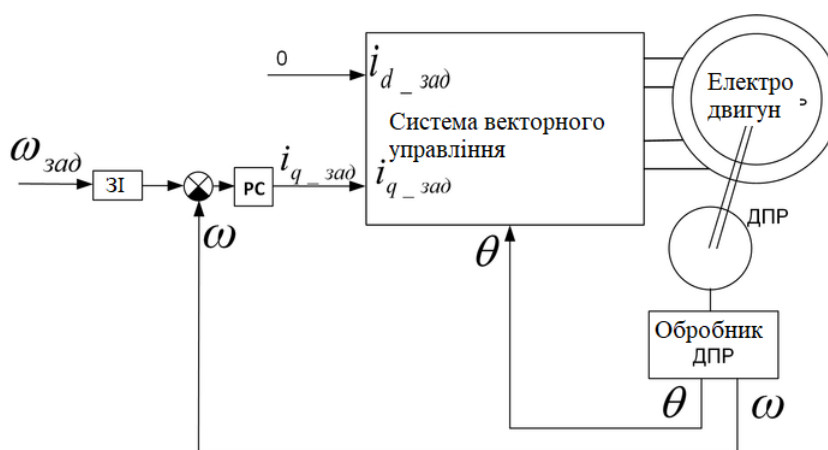 0
i d _ зад
Електро
двигун
Система векторного
управління
ω зад
ЗІ
РС
i q _ зад
i q _ зад
ω
θ
ДПР
Обробник
ДПР
θ
ω